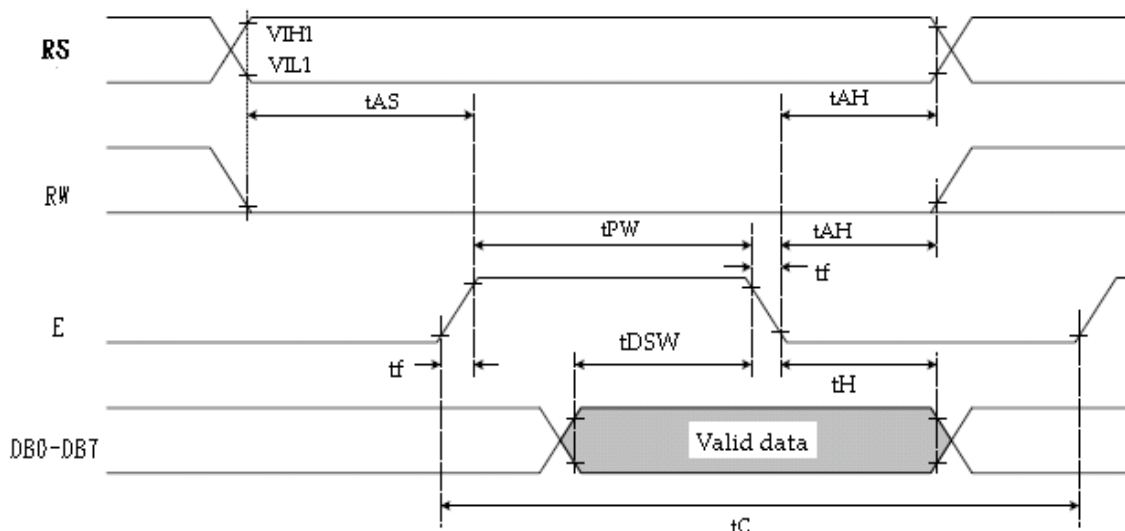 RS
VIH1
VIL1
tAS
tAH
RW
tPW
tAH
tf
E
tDSW
tf
tH
DB0-DB7
Valid data
tC